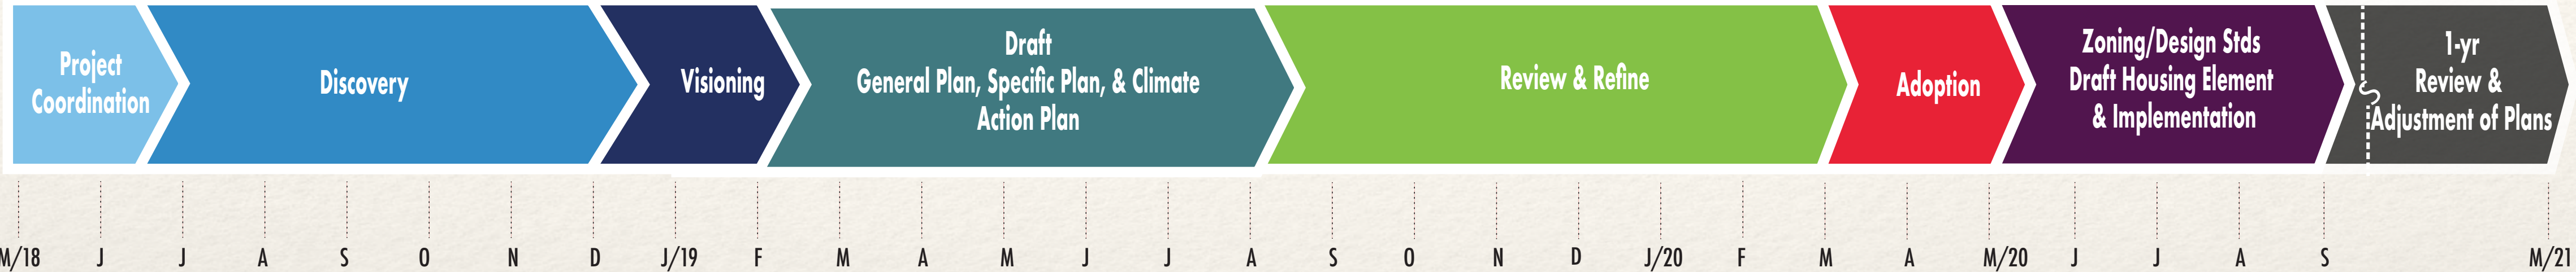 Project
Coordination
Discovery
Visioning
Draft
General Plan, Specific Plan, & Climate
Action Plan
Review & Refine
Adoption
Zoning/Design Stds
Draft Housing Element
& Implementation
1-yr
Review &
Adjustment of Plans
M/18 J J A S O N D J/19 F M A M J J A S O N D J/20 F M A M/20 J J A S M/21